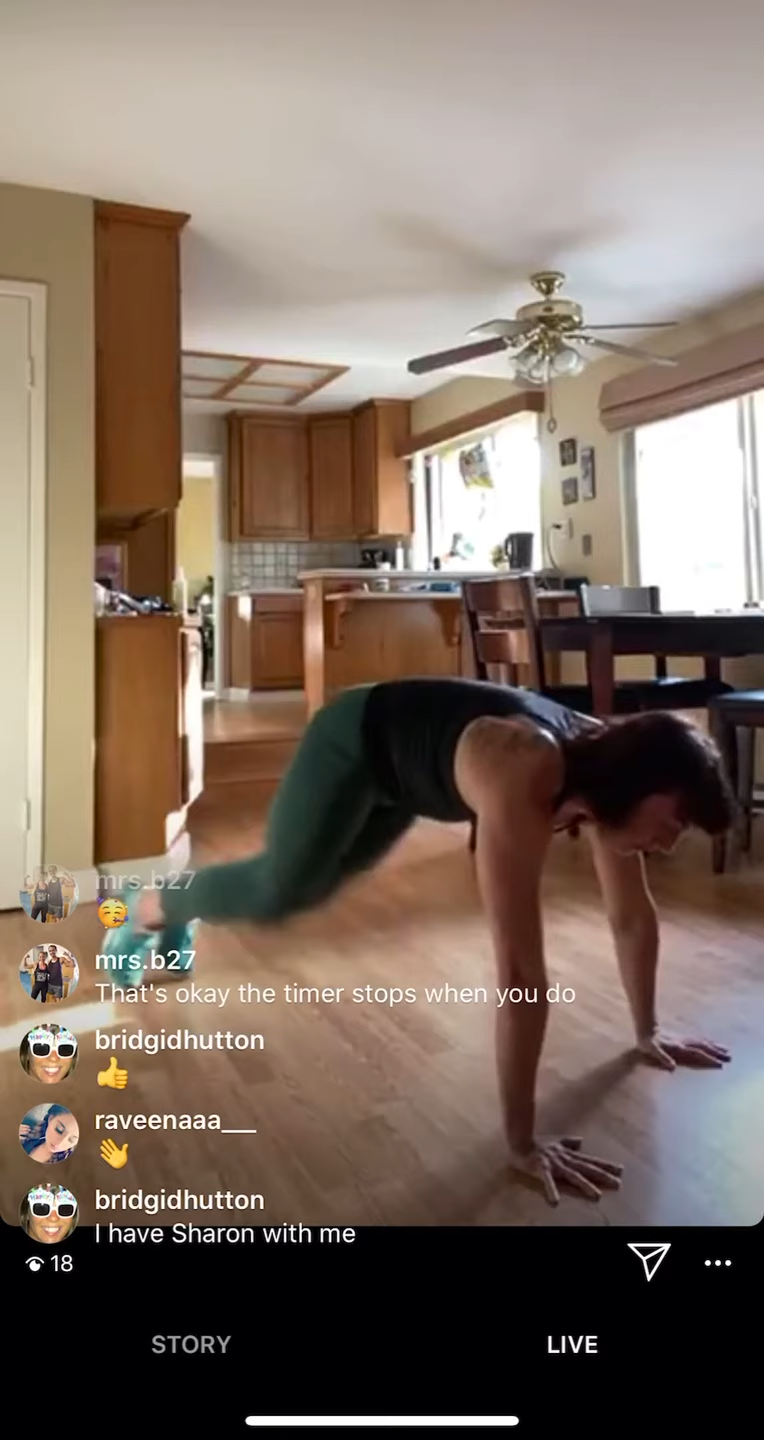 mrs.b27
🥳
mrs.b27
That's okay the timer stops when you do
bridgidhutton
👍
raveenaaa___
👋
bridgidhutton
I have Sharon with me
18
STORY
LIVE